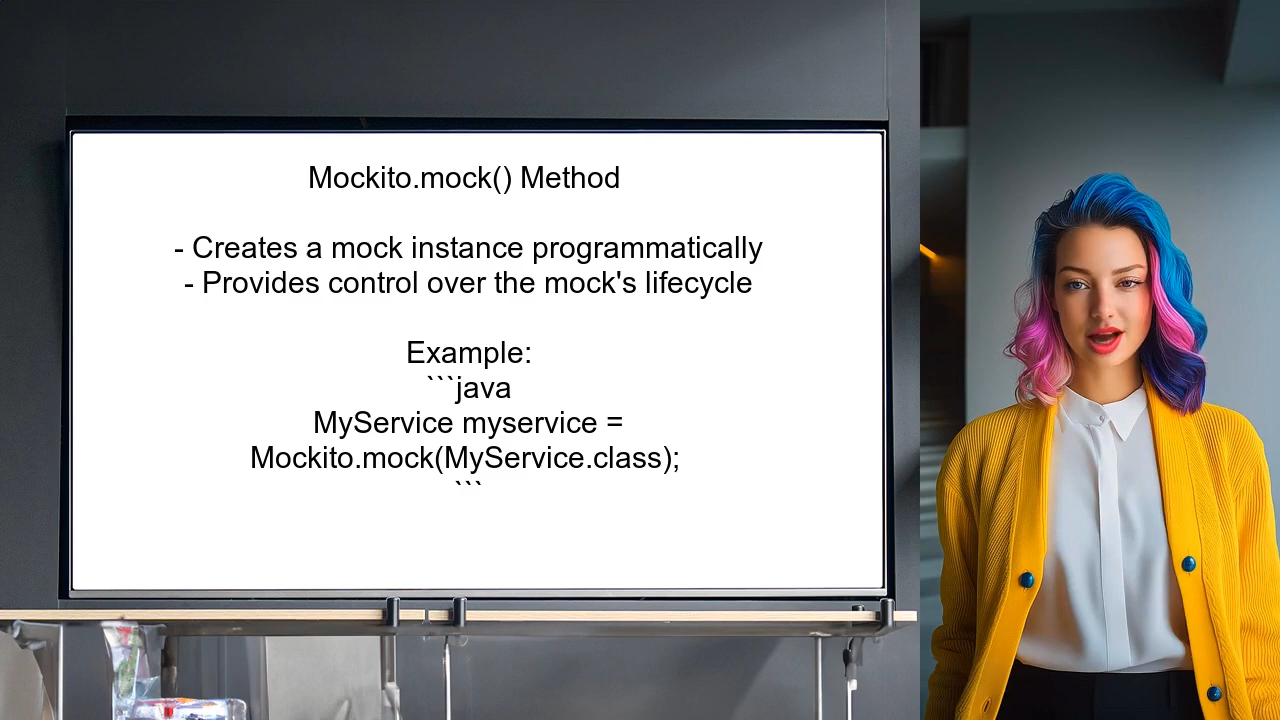 Mockito.mock() Method
- Creates a mock instance programmatically
- Provides control over the mock's lifecycle
Example:
```java
MyService myservice =
Mockito.mock(MyService.class);
```